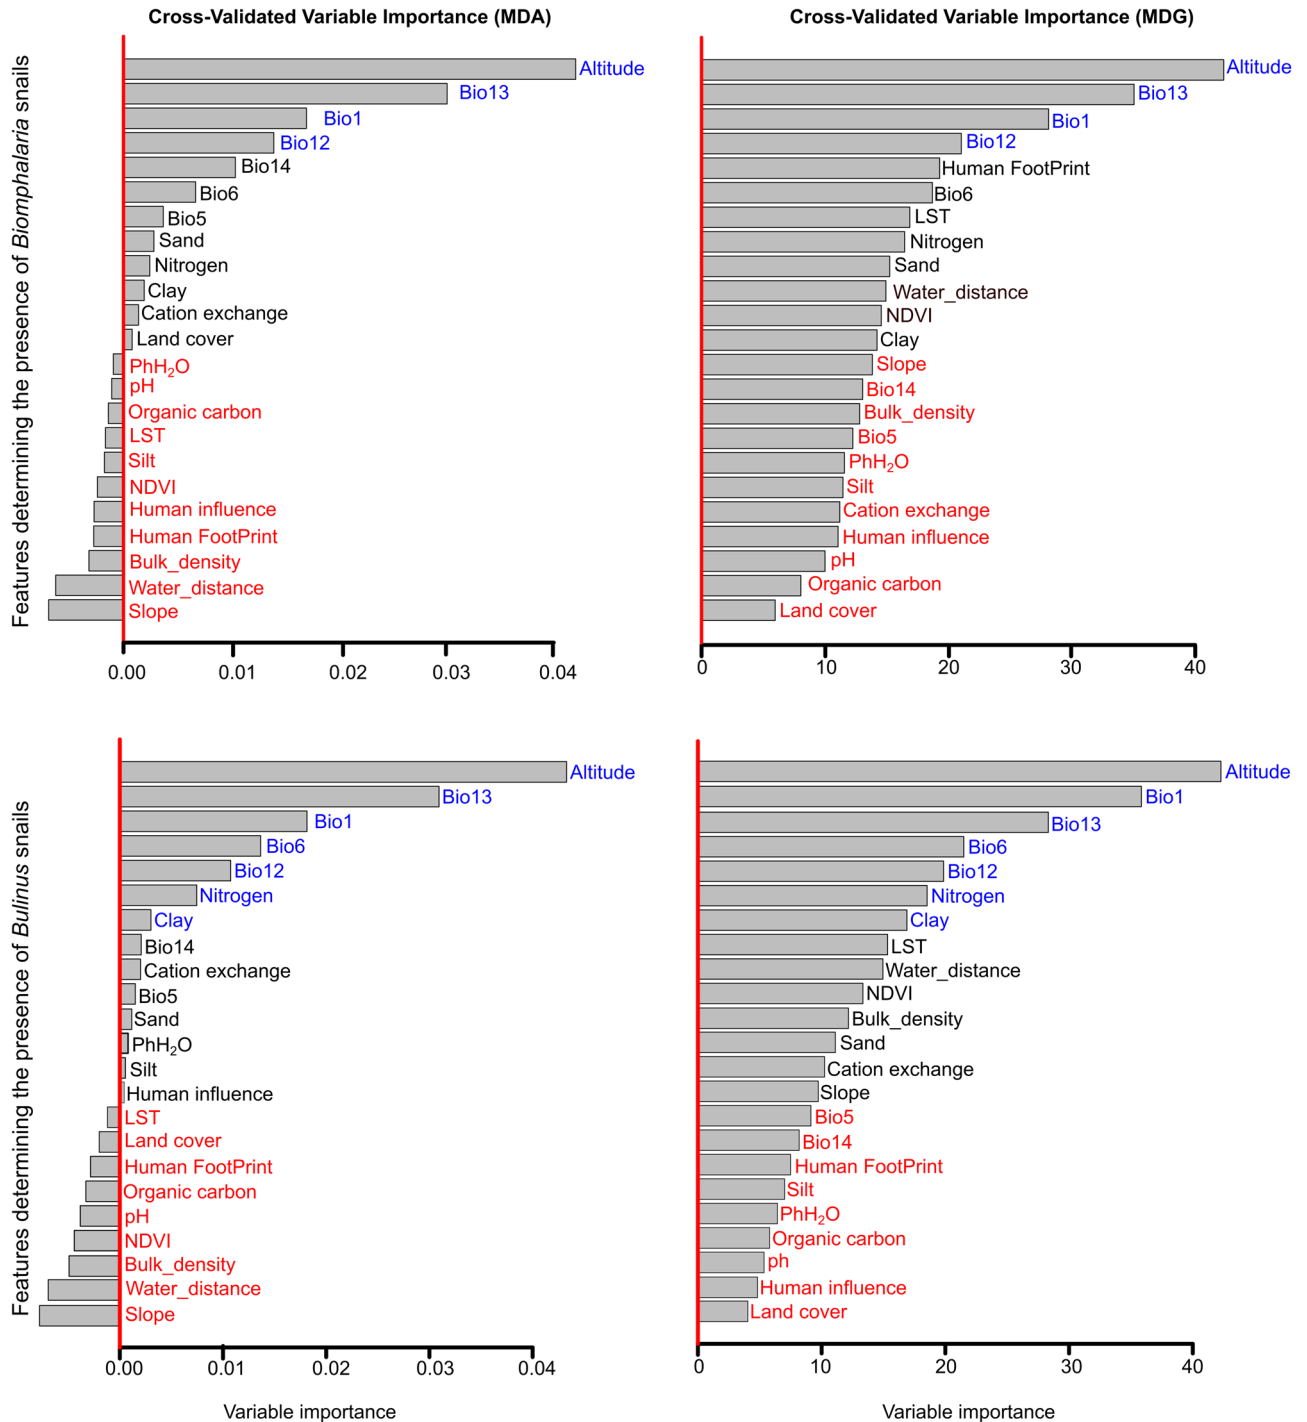 Cross-Validated Variable Importance (MDA)
Features determining the presence of Biomphalaria snails
Altitude
Bio13
Bio1
Bio12
Bio14
Bio6
Bio5
Sand
Nitrogen
Clay
Cation exchange
Land cover
PhH₂O
pH
Organic carbon
LST
Silt
NDVI
Human influence
Human FootPrint
Bulk_density
Water_distance
Slope
0.00 0.01 0.02 0.03 0.04
Cross-Validated Variable Importance (MDG)
Altitude
Bio13
Bio1
Bio12
Human FootPrint
Bio6
LST
Nitrogen
Sand
Water_distance
NDVI
Clay
Slope
Bio14
Bulk_density
Bio5
PhH₂O
Silt
Cation exchange
Human influence
pH
Organic carbon
Land cover
0 10 20 30 40
Features determining the presence of Bulinus snails
Altitude
Bio13
Bio1
Bio6
Bio12
Nitrogen
Clay
Bio14
Cation exchange
Bio5
Sand
PhH₂O
Silt
Human influence
LST
Land cover
Human FootPrint
Organic carbon
pH
NDVI
Bulk_density
Water_distance
Slope
0.00 0.01 0.02 0.03 0.04
Variable importance
Altitude
Bio1
Bio13
Bio6
Bio12
Nitrogen
Clay
LST
Water_distance
NDVI
Bulk_density
Sand
Cation exchange
Slope
Bio5
Bio14
Human FootPrint
Silt
PhH₂O
Organic carbon
ph
Human influence
Land cover
0 10 20 30 40
Variable importance